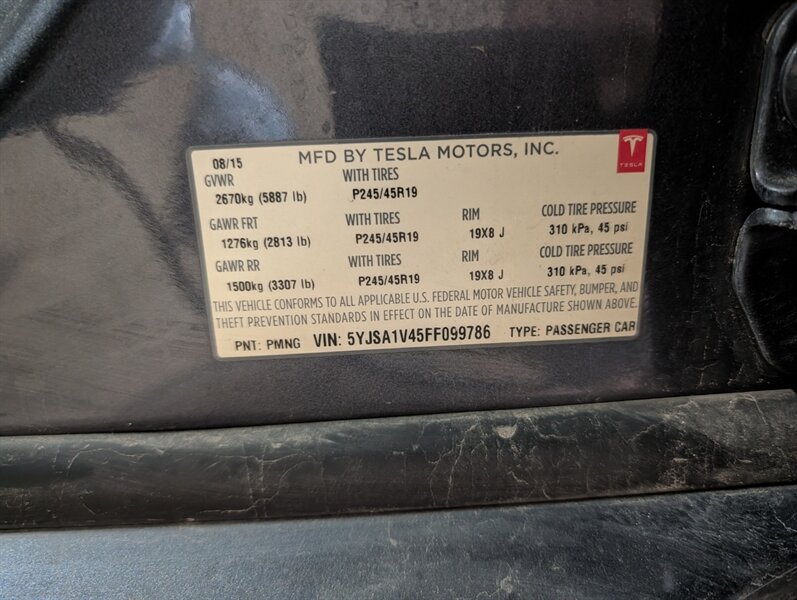 08/15 MFD BY TESLA MOTORS, INC.
TESLA
GVWR WITH TIRES
2670kg (5887 lb) P245/45R19
GAWR FRT WITH TIRES RIM COLD TIRE PRESSURE
1276kg (2813 lb) P245/45R19 19X8 J 310 kPa, 45 psi
GAWR RR WITH TIRES RIM COLD TIRE PRESSURE
1500kg (3307 lb) P245/45R19 19X8 J 310 kPa, 45 psi
THIS VEHICLE CONFORMS TO ALL APPLICABLE U.S. FEDERAL MOTOR VEHICLE SAFETY, BUMPER, AND
THEFT PREVENTION STANDARDS IN EFFECT ON THE DATE OF MANUFACTURE SHOWN ABOVE.
PNT: PMNG VIN: 5YJSA1V45FF099786 TYPE: PASSENGER CAR